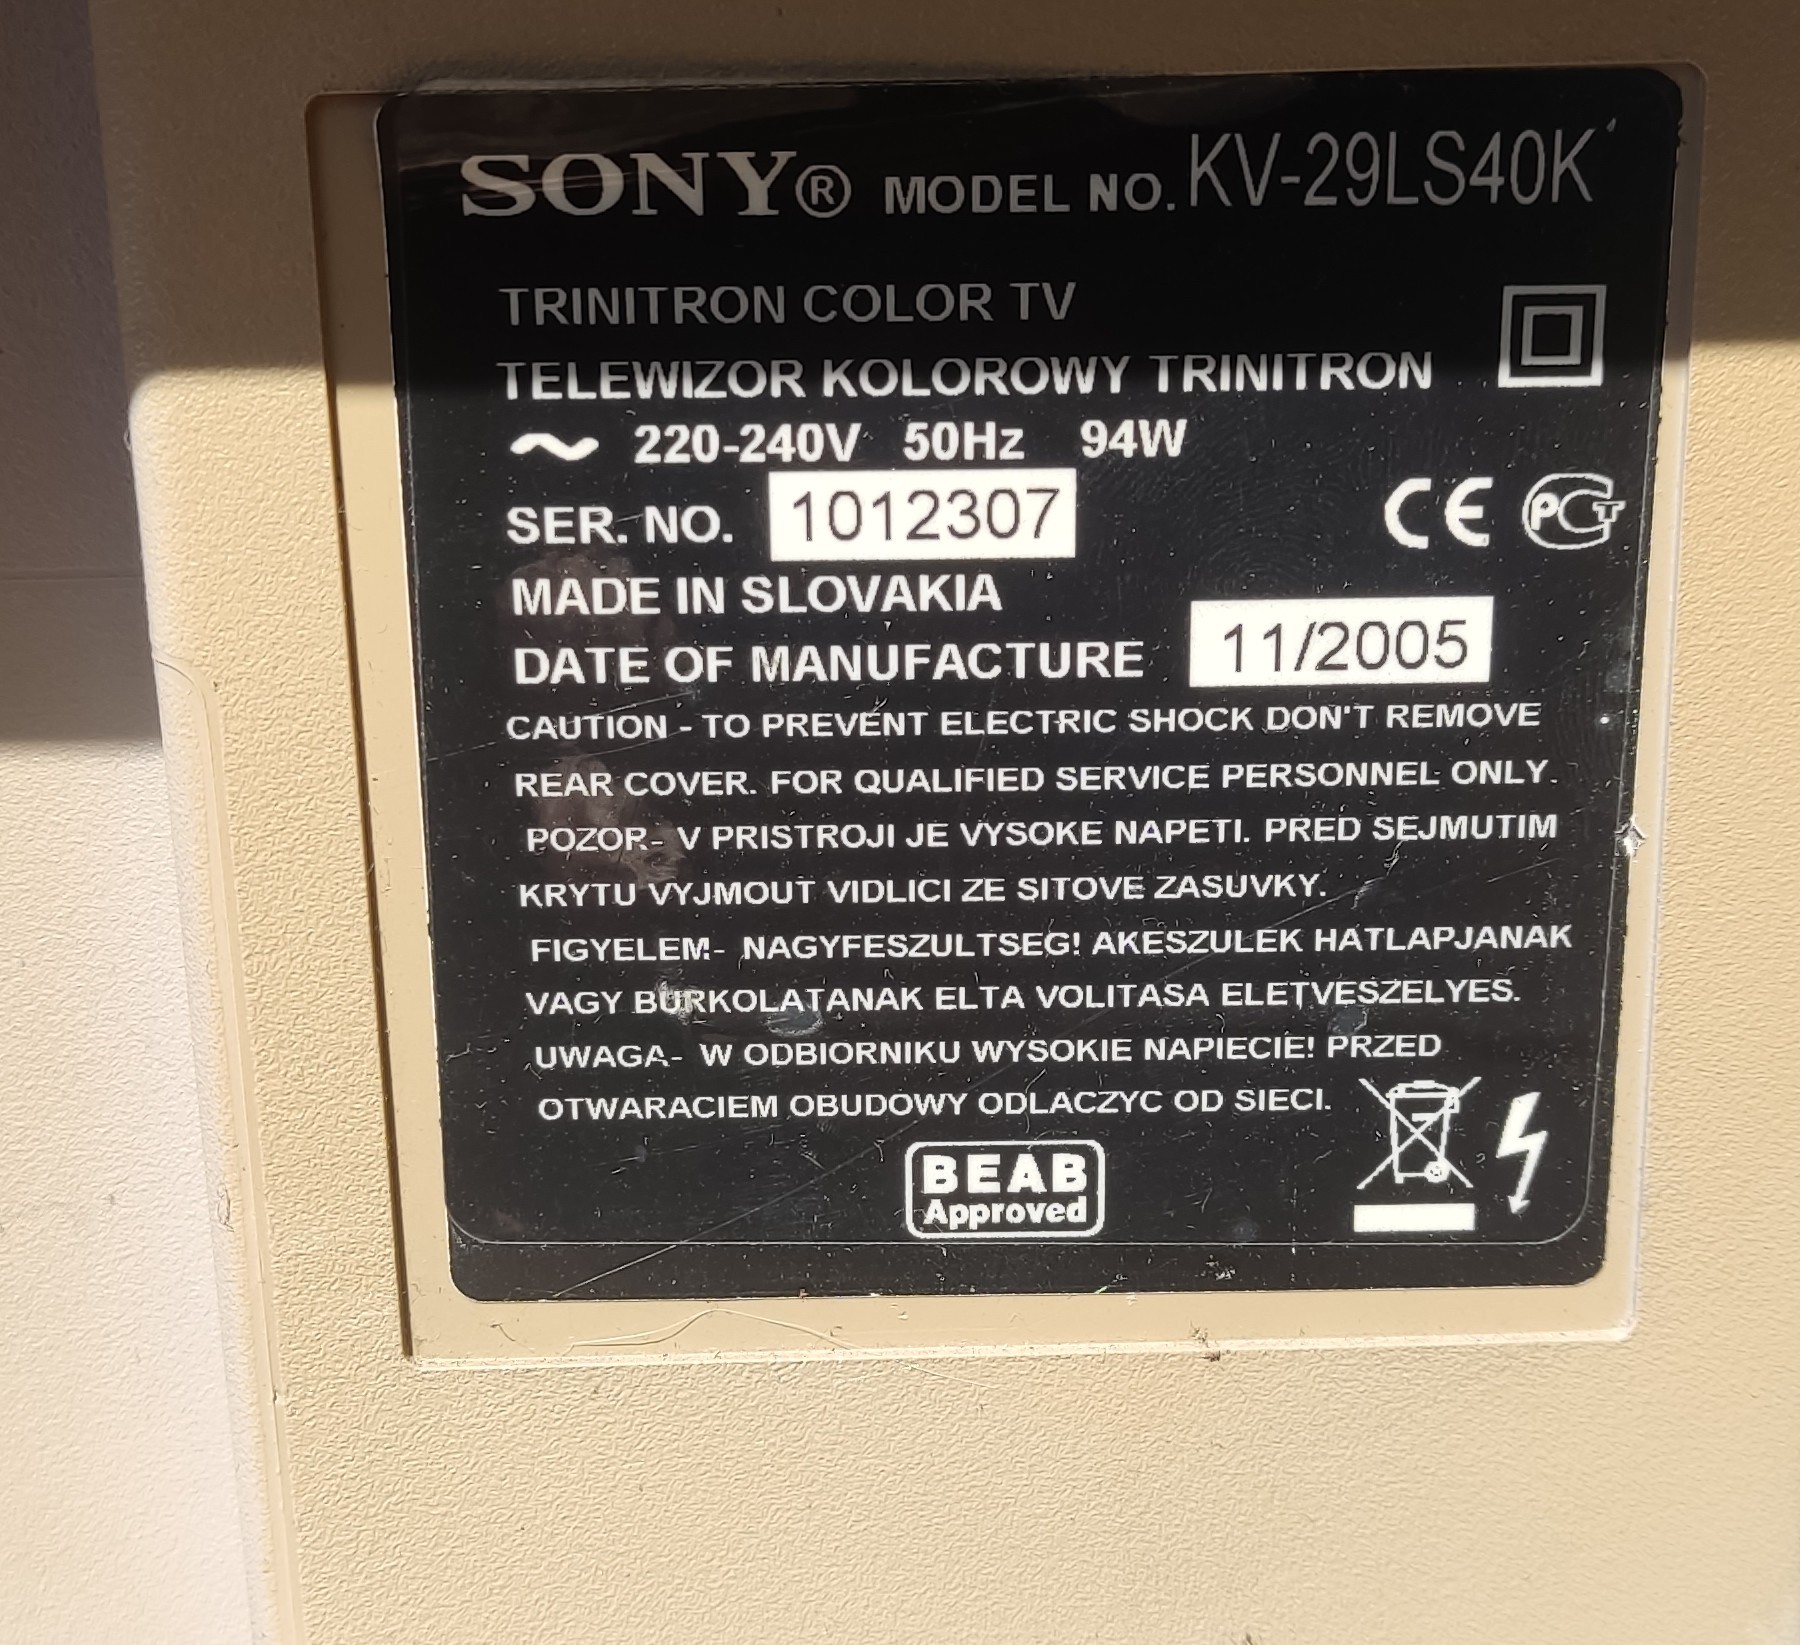 SONY® MODEL NO. KV-29LS40K
TRINITRON COLOR TV
TELEWIZOR KOLOROWY TRINITRON
~ 220-240V 50Hz 94W
SER. NO. 1012307
CE PCT
MADE IN SLOVAKIA
DATE OF MANUFACTURE 11/2005
CAUTION - TO PREVENT ELECTRIC SHOCK DON'T REMOVE
REAR COVER. FOR QUALIFIED SERVICE PERSONNEL ONLY.
POZOR- V PRISTROJI JE VYSOKE NAPETI. PRED SEJMUTIM
KRYTU VYJMOUT VIDLICI ZE SITOVE ZASUVKY.
FIGYELEM- NAGYFESZULTSEG! AKESZULEK HATLAPJANAK
VAGY BURKOLATANAK ELTA VOLITASA ELETVESZELYES.
UWAGA- W ODBIORNIKU WYSOKIE NAPIECIE! PRZED
OTWARACIEM OBUDOWY ODLACZYC OD SIECI.
BEAB
Approved